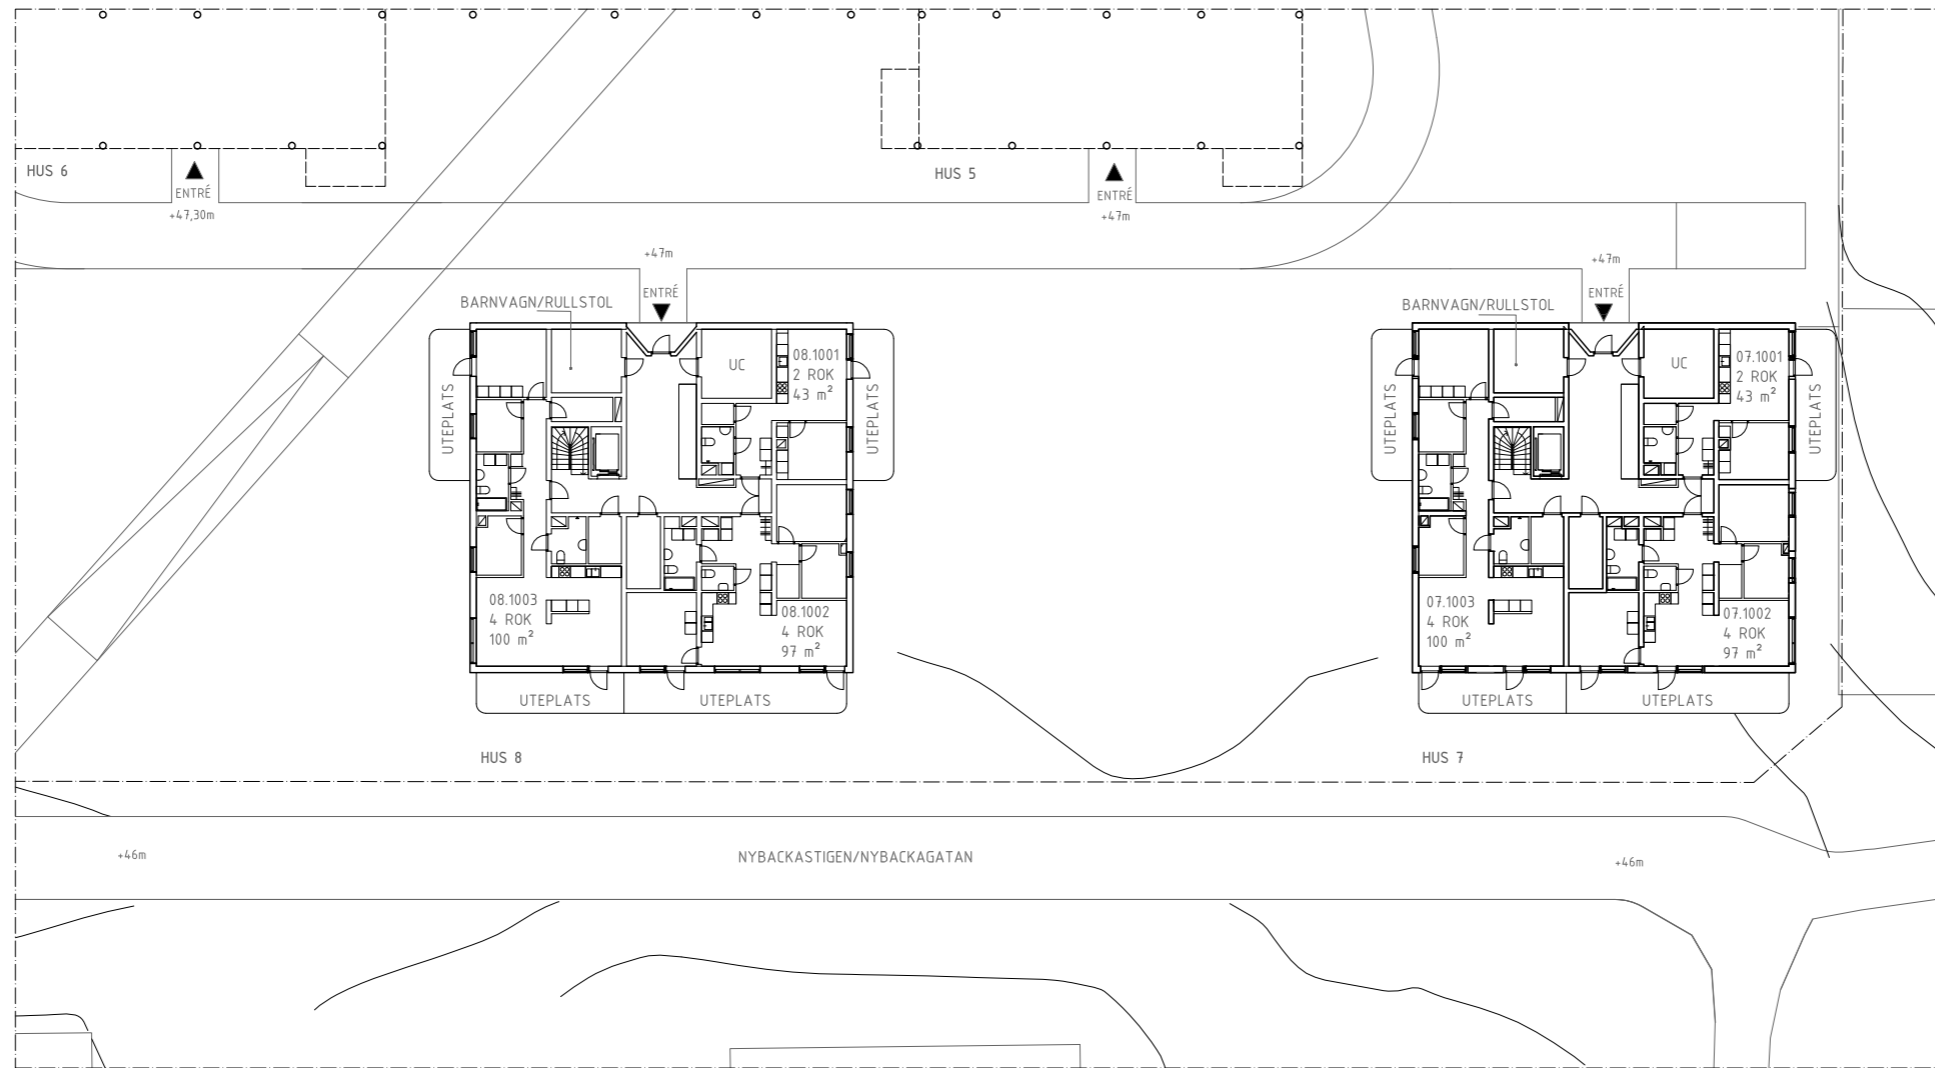 HUS 6
ENTRÉ
+47,30m
HUS 5
ENTRÉ
+47m
+47m
ENTRÉ
BARNVAGN/RULLSTOL
UTEPLATS
UC
08.1001
2 ROK
43 m²
UTEPLATS
08.1003
4 ROK
100 m²
08.1002
4 ROK
97 m²
UTEPLATS
UTEPLATS
HUS 8
+47m
ENTRÉ
BARNVAGN/RULLSTOL
UTEPLATS
UC
07.1001
2 ROK
43 m²
UTEPLATS
07.1003
4 ROK
100 m²
07.1002
4 ROK
97 m²
UTEPLATS
UTEPLATS
HUS 7
+46m
NYBACKASTIGEN/NYBACKAGATAN
+46m